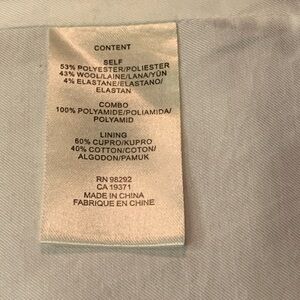 CONTENT
SELF
53% POLYESTER/POLIESTER
43% WOOL/LAINE/LANA/YÜN
4% ELASTANE/ELASTANO/
ELASTAN
COMBO
100% POLYAMIDE/POLIAMIDA/
POLYAMID
LINING
60% CUPRO/KUPRO
40% COTTON/COTON/
ALGODON/PAMUK
RN 98292
CA 19371
MADE IN CHINA
FABRIQUE EN CHINE